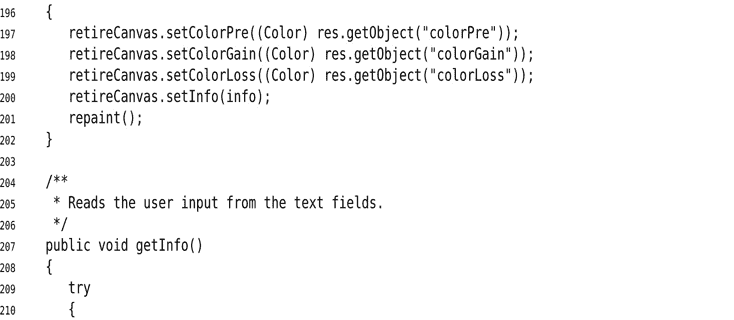 196 {
197 retireCanvas.setColorPre((Color) res.getObject("colorPre"));
198 retireCanvas.setColorGain((Color) res.getObject("colorGain"));
199 retireCanvas.setColorLoss((Color) res.getObject("colorLoss"));
200 retireCanvas.setInfo(info);
201 repaint();
202 }
203
204 /**
205 * Reads the user input from the text fields.
206 */
207 public void getInfo()
208 {
209 try
210 {